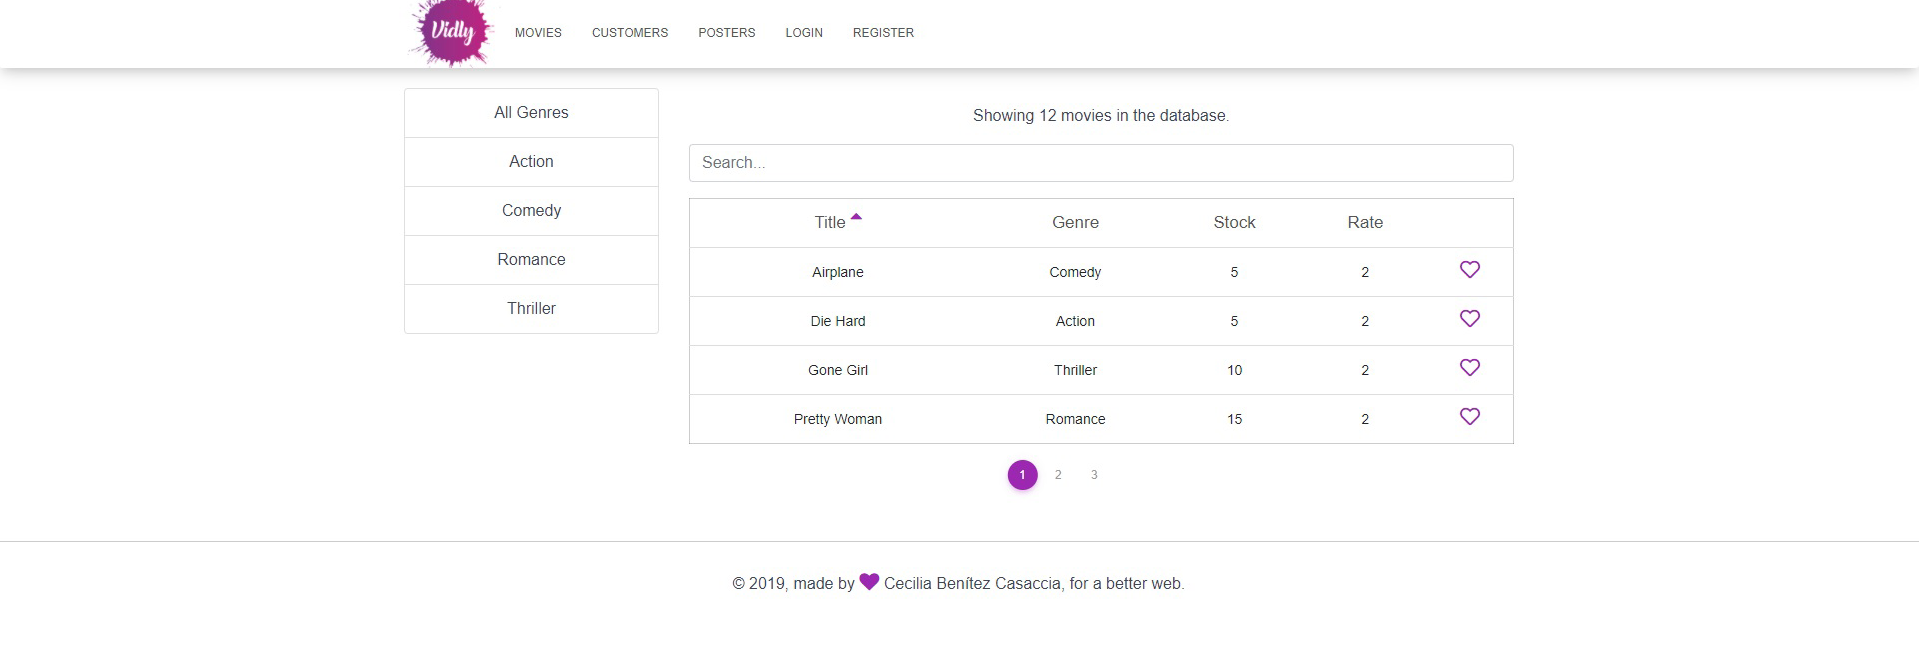 Vidly MOVIES CUSTOMERS POSTERS LOGIN REGISTER
All Genres
Action
Comedy
Romance
Thriller
Showing 12 movies in the database.
Search...
Title Genre Stock Rate
Airplane Comedy 5 2
Die Hard Action 5 2
Gone Girl Thriller 10 2
Pretty Woman Romance 15 2
1 2 3
© 2019, made by Cecilia Benítez Casaccia, for a better web.